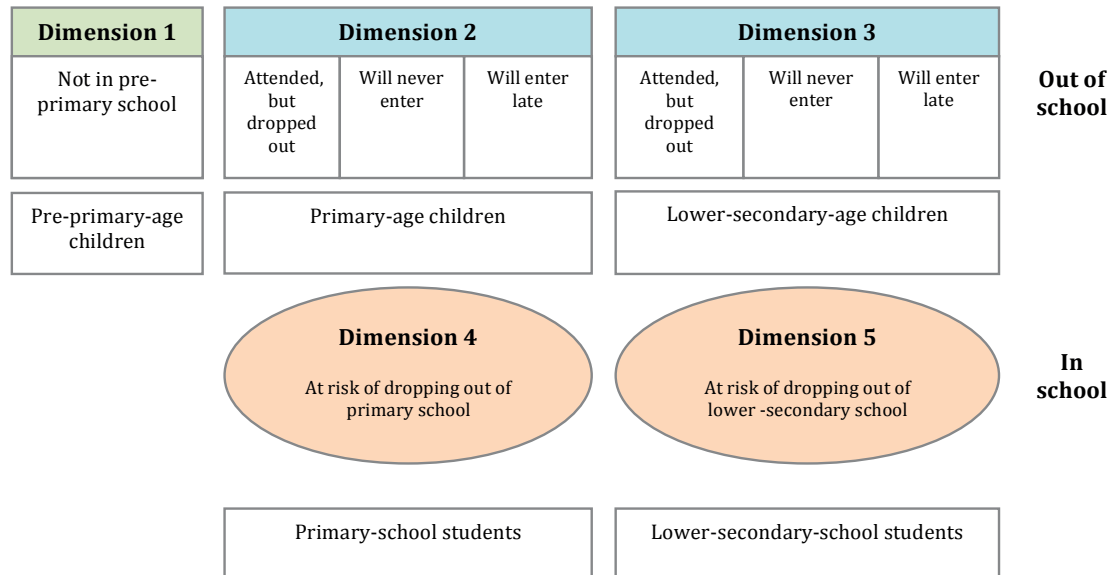 Dimension 1
Dimension 2
Dimension 3
Not in pre-
primary school
Attended,
but
dropped
out
Will never
enter
Will enter
late
Attended,
but
dropped
out
Will never
enter
Will enter
late
Out of
school
Pre-primary-age
children
Primary-age children
Lower-secondary-age children
Dimension 4
At risk of dropping out of
primary school
Dimension 5
At risk of dropping out of
lower -secondary school
In
school
Primary-school students
Lower-secondary-school students